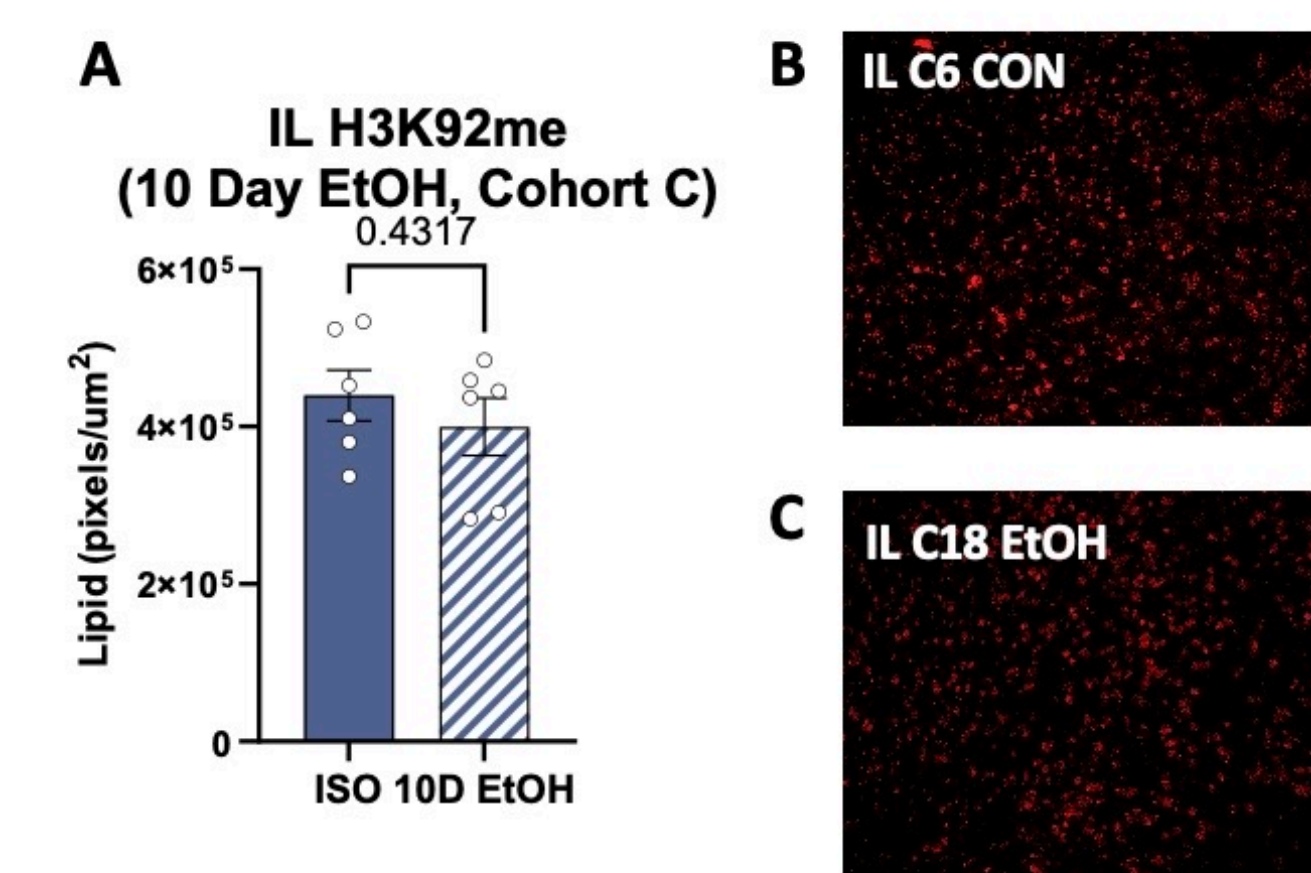 A
IL H3K92me
(10 Day EtOH, Cohort C)
0.4317
6×10⁵
4×10⁵
2×10⁵
0
Lipid (pixels/um²)
ISO 10D EtOH
B
IL C6 CON
C
IL C18 EtOH